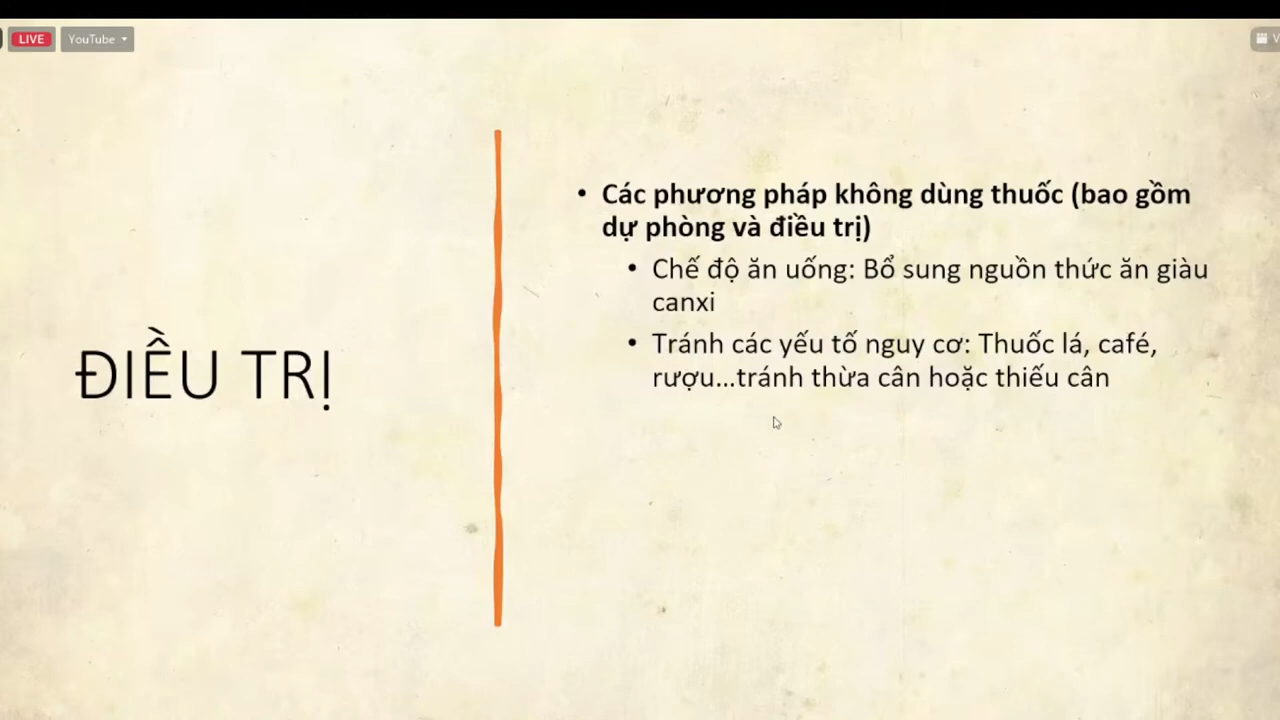 LIVE
YouTube
V
• Các phương pháp không dùng thuốc (bao gồm
dự phòng và điều trị)
• Chế độ ăn uống: Bổ sung nguồn thức ăn giàu
canxi
• Tránh các yếu tố nguy cơ: Thuốc lá, café,
rượu...tránh thừa cân hoặc thiếu cân
ĐIỀU TRỊ